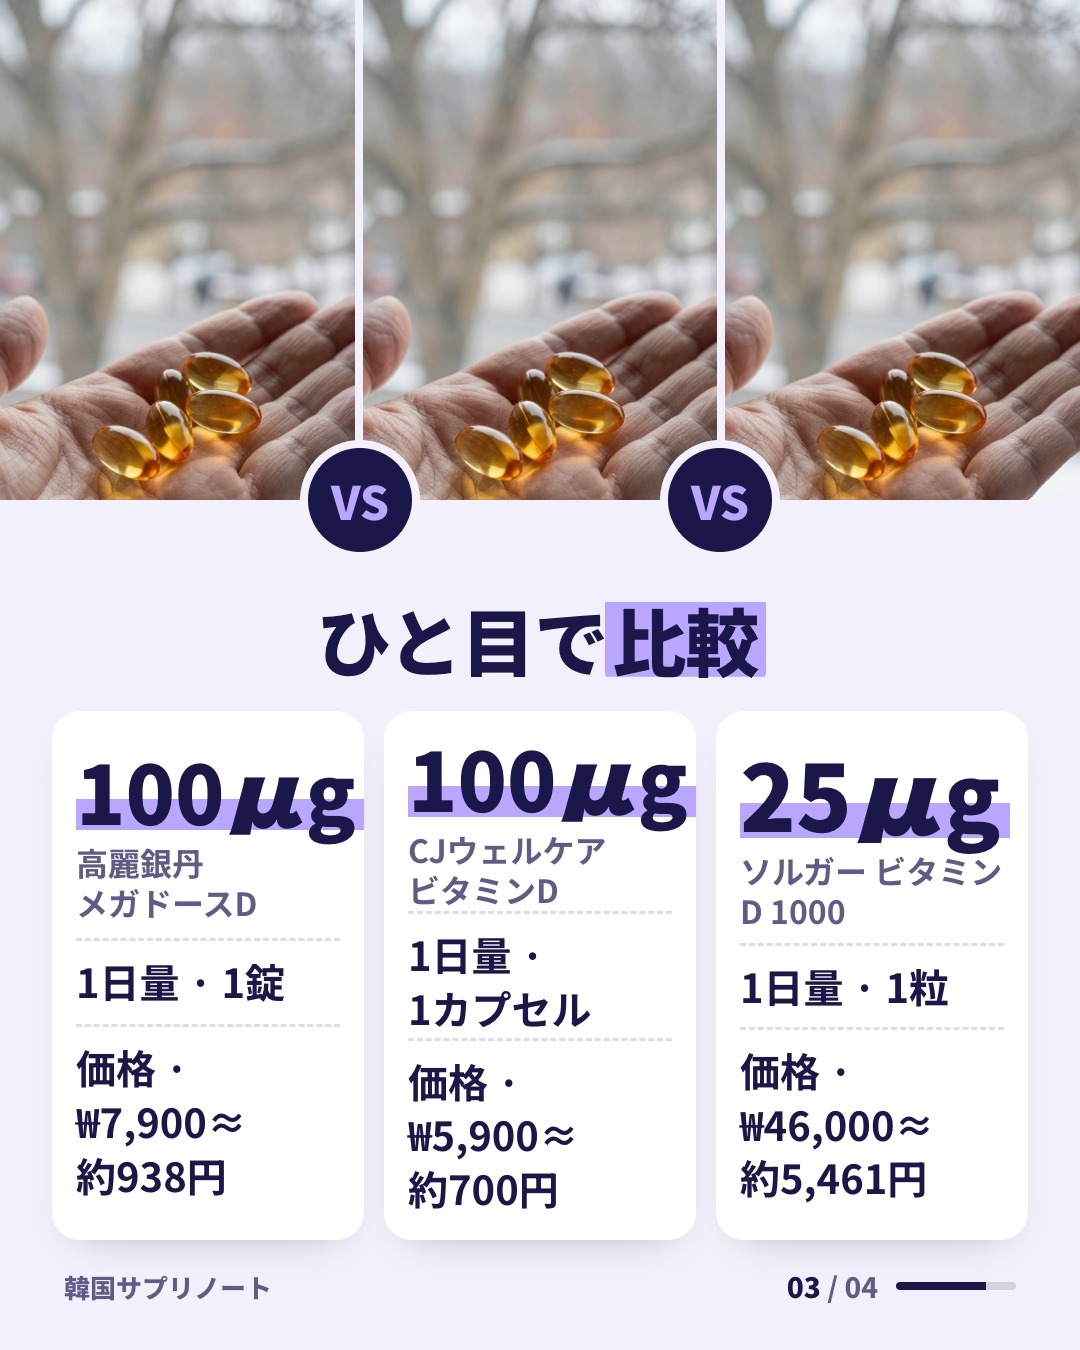 VS
VS
ひと目で比較
100μg
高麗銀丹
メガドースD
1日量・1錠
価格・
₩7,900≈
約938円
100μg
CJウェルケア
ビタミンD
1日量・
1カプセル
価格・
₩5,900≈
約700円
25μg
ソルガー ビタミン
D 1000
1日量・1粒
価格・
₩46,000≈
約5,461円
韓国サプリノート
03 / 04